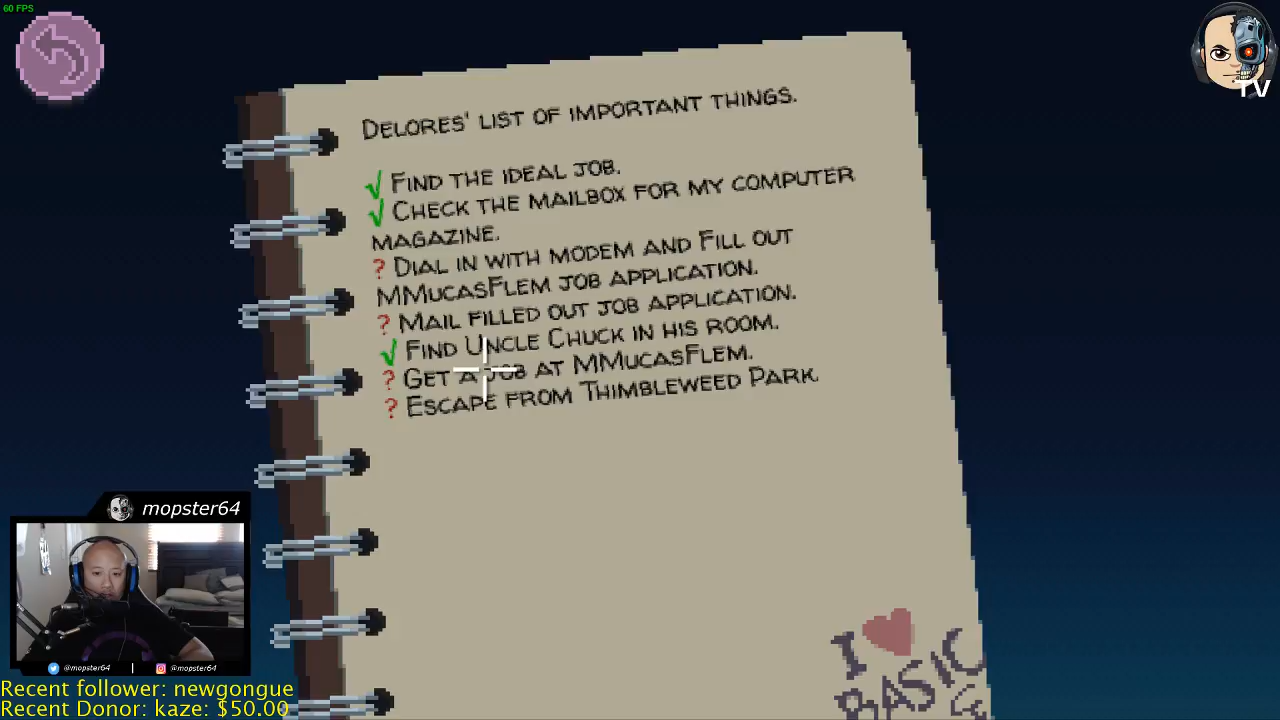 60 FPS
TV
DELORES' LIST OF IMPORTANT THINGS.
√ FIND THE IDEAL JOB.
√ CHECK THE MAILBOX FOR MY COMPUTER
MAGAZINE.
? DIAL IN WITH MODEM AND FILL OUT
MMUCASFLEM JOB APPLICATION.
? MAIL FILLED OUT JOB APPLICATION.
√ FIND UNCLE CHUCK IN HIS ROOM.
? GET A JOB AT MMUCASFLEM.
? ESCAPE FROM THIMBLEWEED PARK.
I
BASIC
mopster64
@mopster64 | @mopster64
Recent follower: newgongue
Recent Donor: kaze: $50.00